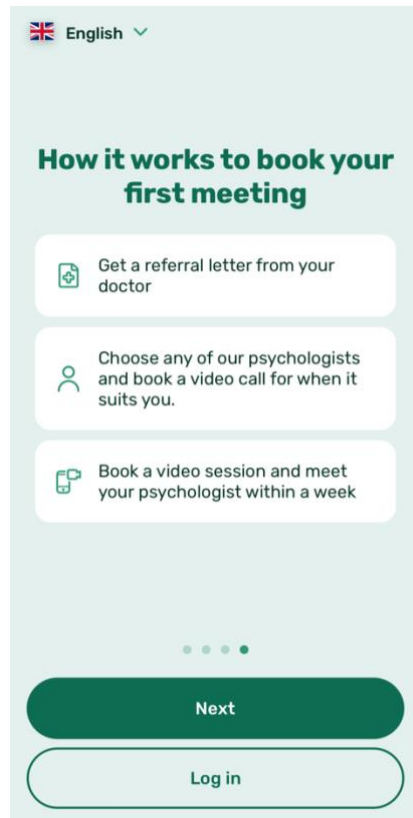 English
How it works to book your
first meeting
Get a referral letter from your
doctor
Choose any of our psychologists
and book a video call for when it
suits you.
Book a video session and meet
your psychologist within a week
Next
Log in